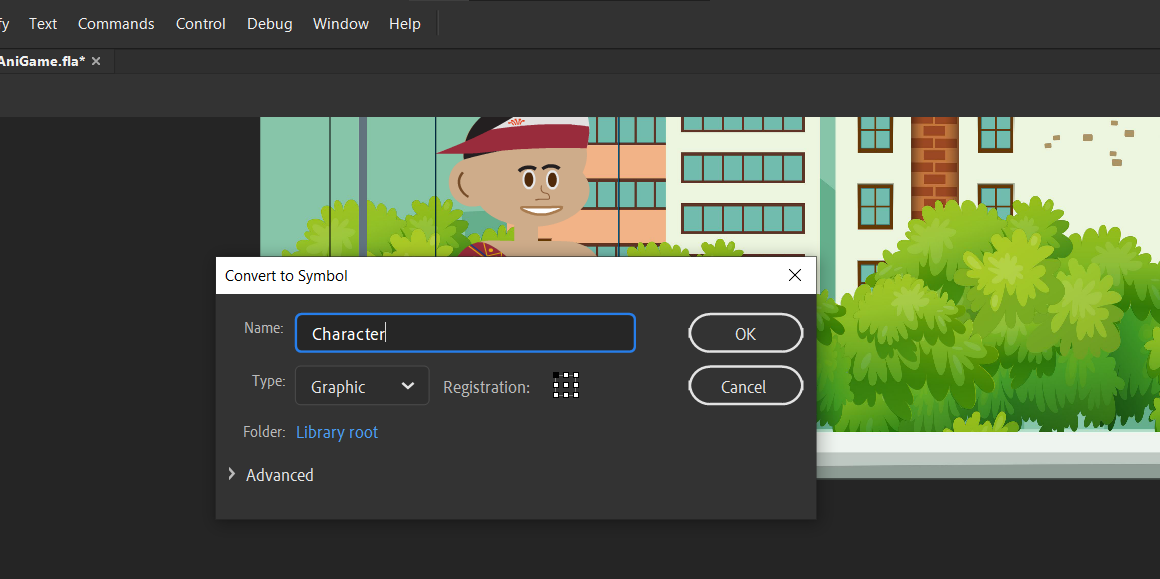 fy Text Commands Control Debug Window Help
AniGame.fla* ×
Convert to Symbol
Name: Character OK
Type: Graphic Registration: Cancel
Folder: Library root
Advanced